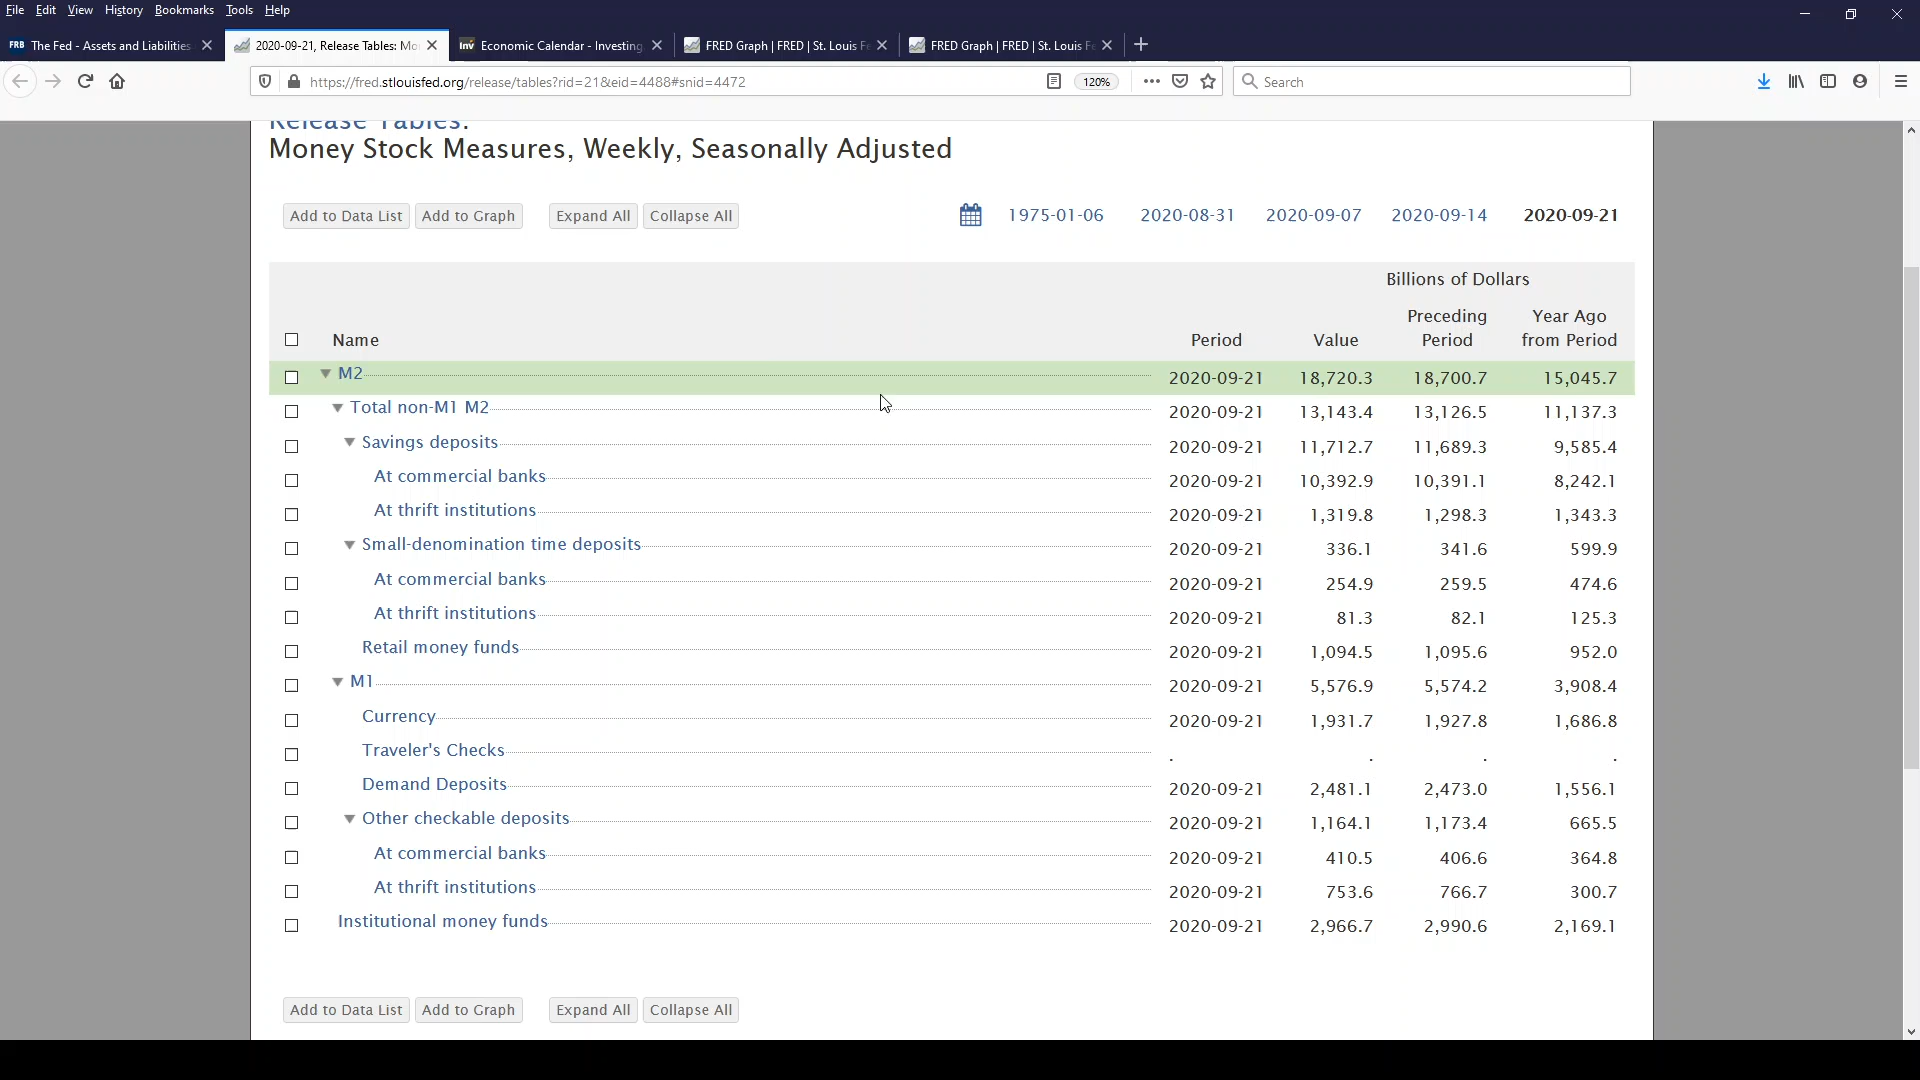 File Edit View History Bookmarks Tools Help
FRB The Fed - Assets and Liabilities
2020-09-21, Release Tables: Mo
Inv Economic Calendar - Investing
FRED Graph | FRED | St. Louis F
FRED Graph | FRED | St. Louis F
https://fred.stlouisfed.org/release/tables?rid=21&eid=4488#snid=4472 120% Search
Release Tables:
Money Stock Measures, Weekly, Seasonally Adjusted
Add to Data List Add to Graph Expand All Collapse All 1975-01-06 2020-08-31 2020-09-07 2020-09-14 2020-09-21
Billions of Dollars
Name Period Value Preceding Period Year Ago from Period
M2 2020-09-21 18,720.3 18,700.7 15,045.7
Total non-M1 M2 2020-09-21 13,143.4 13,126.5 11,137.3
Savings deposits 2020-09-21 11,712.7 11,689.3 9,585.4
At commercial banks 2020-09-21 10,392.9 10,391.1 8,242.1
At thrift institutions 2020-09-21 1,319.8 1,298.3 1,343.3
Small-denomination time deposits 2020-09-21 336.1 341.6 599.9
At commercial banks 2020-09-21 254.9 259.5 474.6
At thrift institutions 2020-09-21 81.3 82.1 125.3
Retail money funds 2020-09-21 1,094.5 1,095.6 952.0
M1 2020-09-21 5,576.9 5,574.2 3,908.4
Currency 2020-09-21 1,931.7 1,927.8 1,686.8
Traveler's Checks . . . .
Demand Deposits 2020-09-21 2,481.1 2,473.0 1,556.1
Other checkable deposits 2020-09-21 1,164.1 1,173.4 665.5
At commercial banks 2020-09-21 410.5 406.6 364.8
At thrift institutions 2020-09-21 753.6 766.7 300.7
Institutional money funds 2020-09-21 2,966.7 2,990.6 2,169.1
Add to Data List Add to Graph Expand All Collapse All